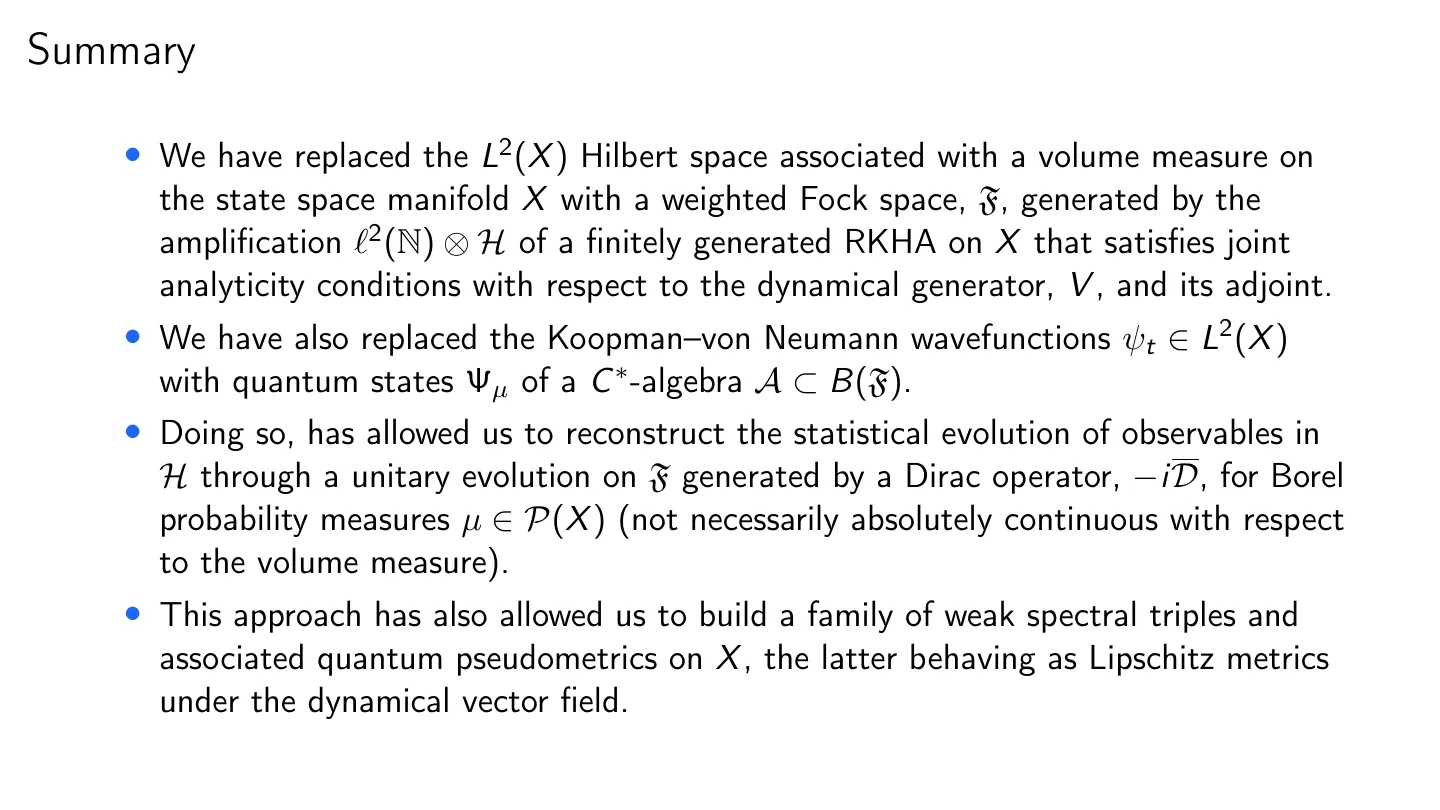 Summary
• We have replaced the L²(X) Hilbert space associated with a volume measure on
the state space manifold X with a weighted Fock space, 𝔉, generated by the
amplification ℓ²(ℕ) ⊗ ℋ of a finitely generated RKHA on X that satisfies joint
analyticity conditions with respect to the dynamical generator, V, and its adjoint.
• We have also replaced the Koopman–von Neumann wavefunctions ψₜ ∈ L²(X)
with quantum states Ψ_μ of a C*-algebra 𝒜 ⊂ B(𝔉).
• Doing so, has allowed us to reconstruct the statistical evolution of observables in
ℋ through a unitary evolution on 𝔉 generated by a Dirac operator, −i𝒟̅, for Borel
probability measures μ ∈ 𝒫(X) (not necessarily absolutely continuous with respect
to the volume measure).
• This approach has also allowed us to build a family of weak spectral triples and
associated quantum pseudometrics on X, the latter behaving as Lipschitz metrics
under the dynamical vector field.